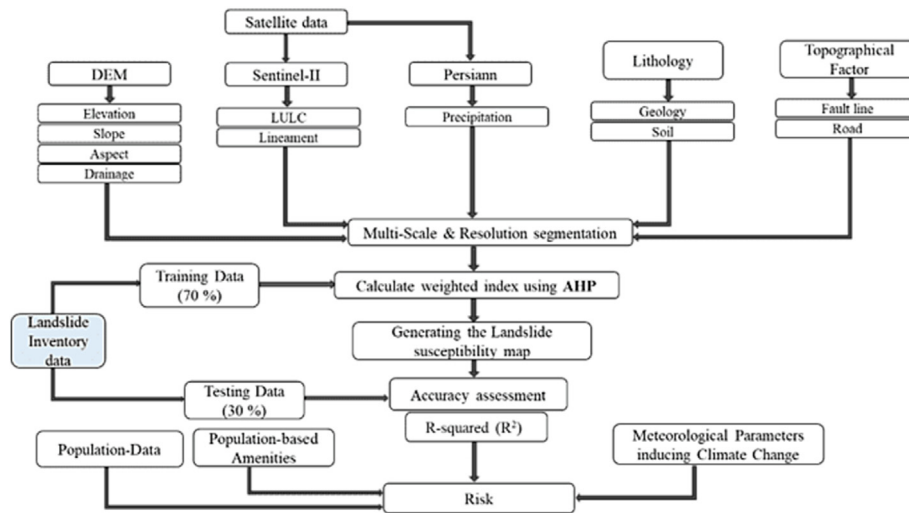 Satellite data
DEM
Sentinel-II
Persiann
Lithology
Topographical
Factor
Elevation
Slope
Aspect
Drainage
LULC
Lineament
Precipitation
Geology
Soil
Fault line
Road
Multi-Scale & Resolution segmentation
Training Data
(70 %)
Calculate weighted index using AHP
Landslide
Inventory
data
Generating the Landslide
susceptibility map
Testing Data
(30 %)
Accuracy assessment
R-squared (R²)
Population-Data
Population-based
Amenities
Meteorological Parameters
inducing Climate Change
Risk